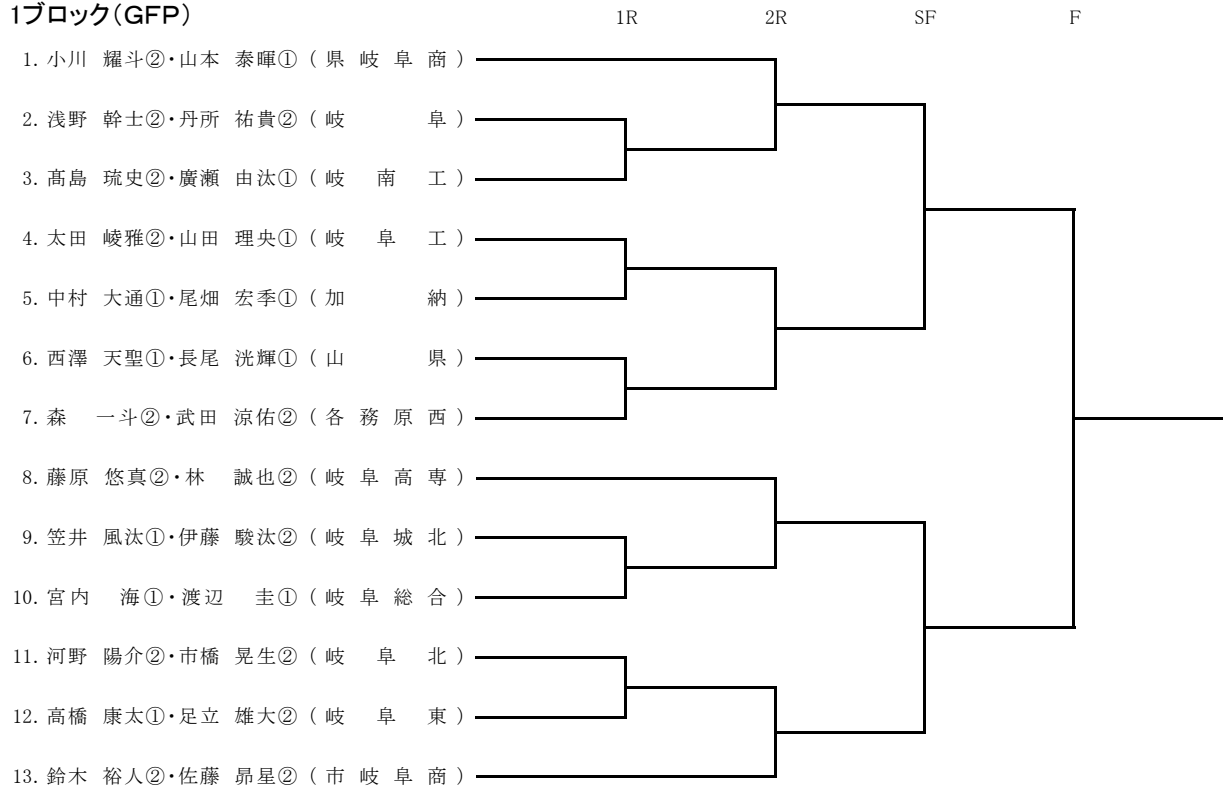 1ブロック(GFP) 1R 2R SF F
1. 小川 耀斗②・山本 泰暉① ( 県岐阜商 )
2. 浅野 幹士②・丹所 祐貴② ( 岐阜 )
3. 髙島 琉史②・廣瀬 由汰① ( 岐南工 )
4. 太田 崚雅②・山田 理央① ( 岐阜工 )
5. 中村 大通①・尾畑 宏季① ( 加納 )
6. 西澤 天聖①・長尾 洸輝① ( 山県 )
7. 森 一斗②・武田 涼佑② ( 各務原西 )
8. 藤原 悠真②・林 誠也② ( 岐阜高専 )
9. 笠井 風汰①・伊藤 駿汰② ( 岐阜城北 )
10. 宮内 海①・渡辺 圭① ( 岐阜総合 )
11. 河野 陽介②・市橋 晃生② ( 岐阜北 )
12. 高橋 康太①・足立 雄大② ( 岐阜東 )
13. 鈴木 裕人②・佐藤 昴星② ( 市岐阜商 )